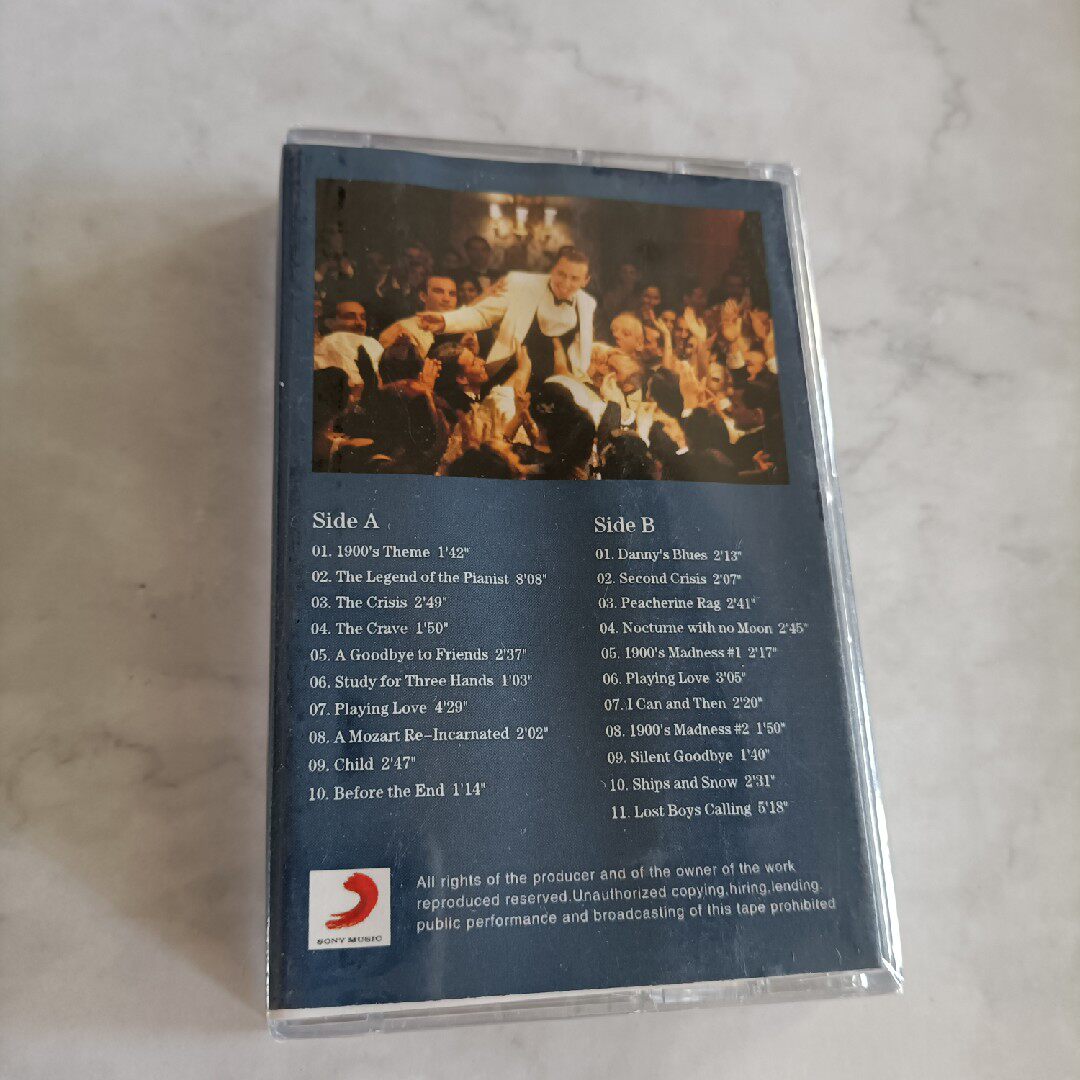 Side A
01. 1900's Theme 1'42"
02. The Legend of the Pianist 8'08"
03. The Crisis 2'49"
04. The Crave 1'50"
05. A Goodbye to Friends 2'37"
06. Study for Three Hands 1'03"
07. Playing Love 4'29"
08. A Mozart Re-Incarnated 2'02"
09. Child 2'47"
10. Before the End 1'14"
Side B
01. Danny's Blues 2'13"
02. Second Crisis 2'07"
03. Peacherine Rag 2'41"
04. Nocturne with no Moon 2'45"
05. 1900's Madness #1 2'17"
06. Playing Love 3'05"
07. I Can and Then 2'20"
08. 1900's Madness #2 1'50"
09. Silent Goodbye 1'40"
10. Ships and Snow 2'31"
11. Lost Boys Calling 5'18"
SONY MUSIC
All rights of the producer and of the owner of the work
reproduced reserved.Unauthorized copying,hiring,lending.
public performance and broadcasting of this tape prohibited